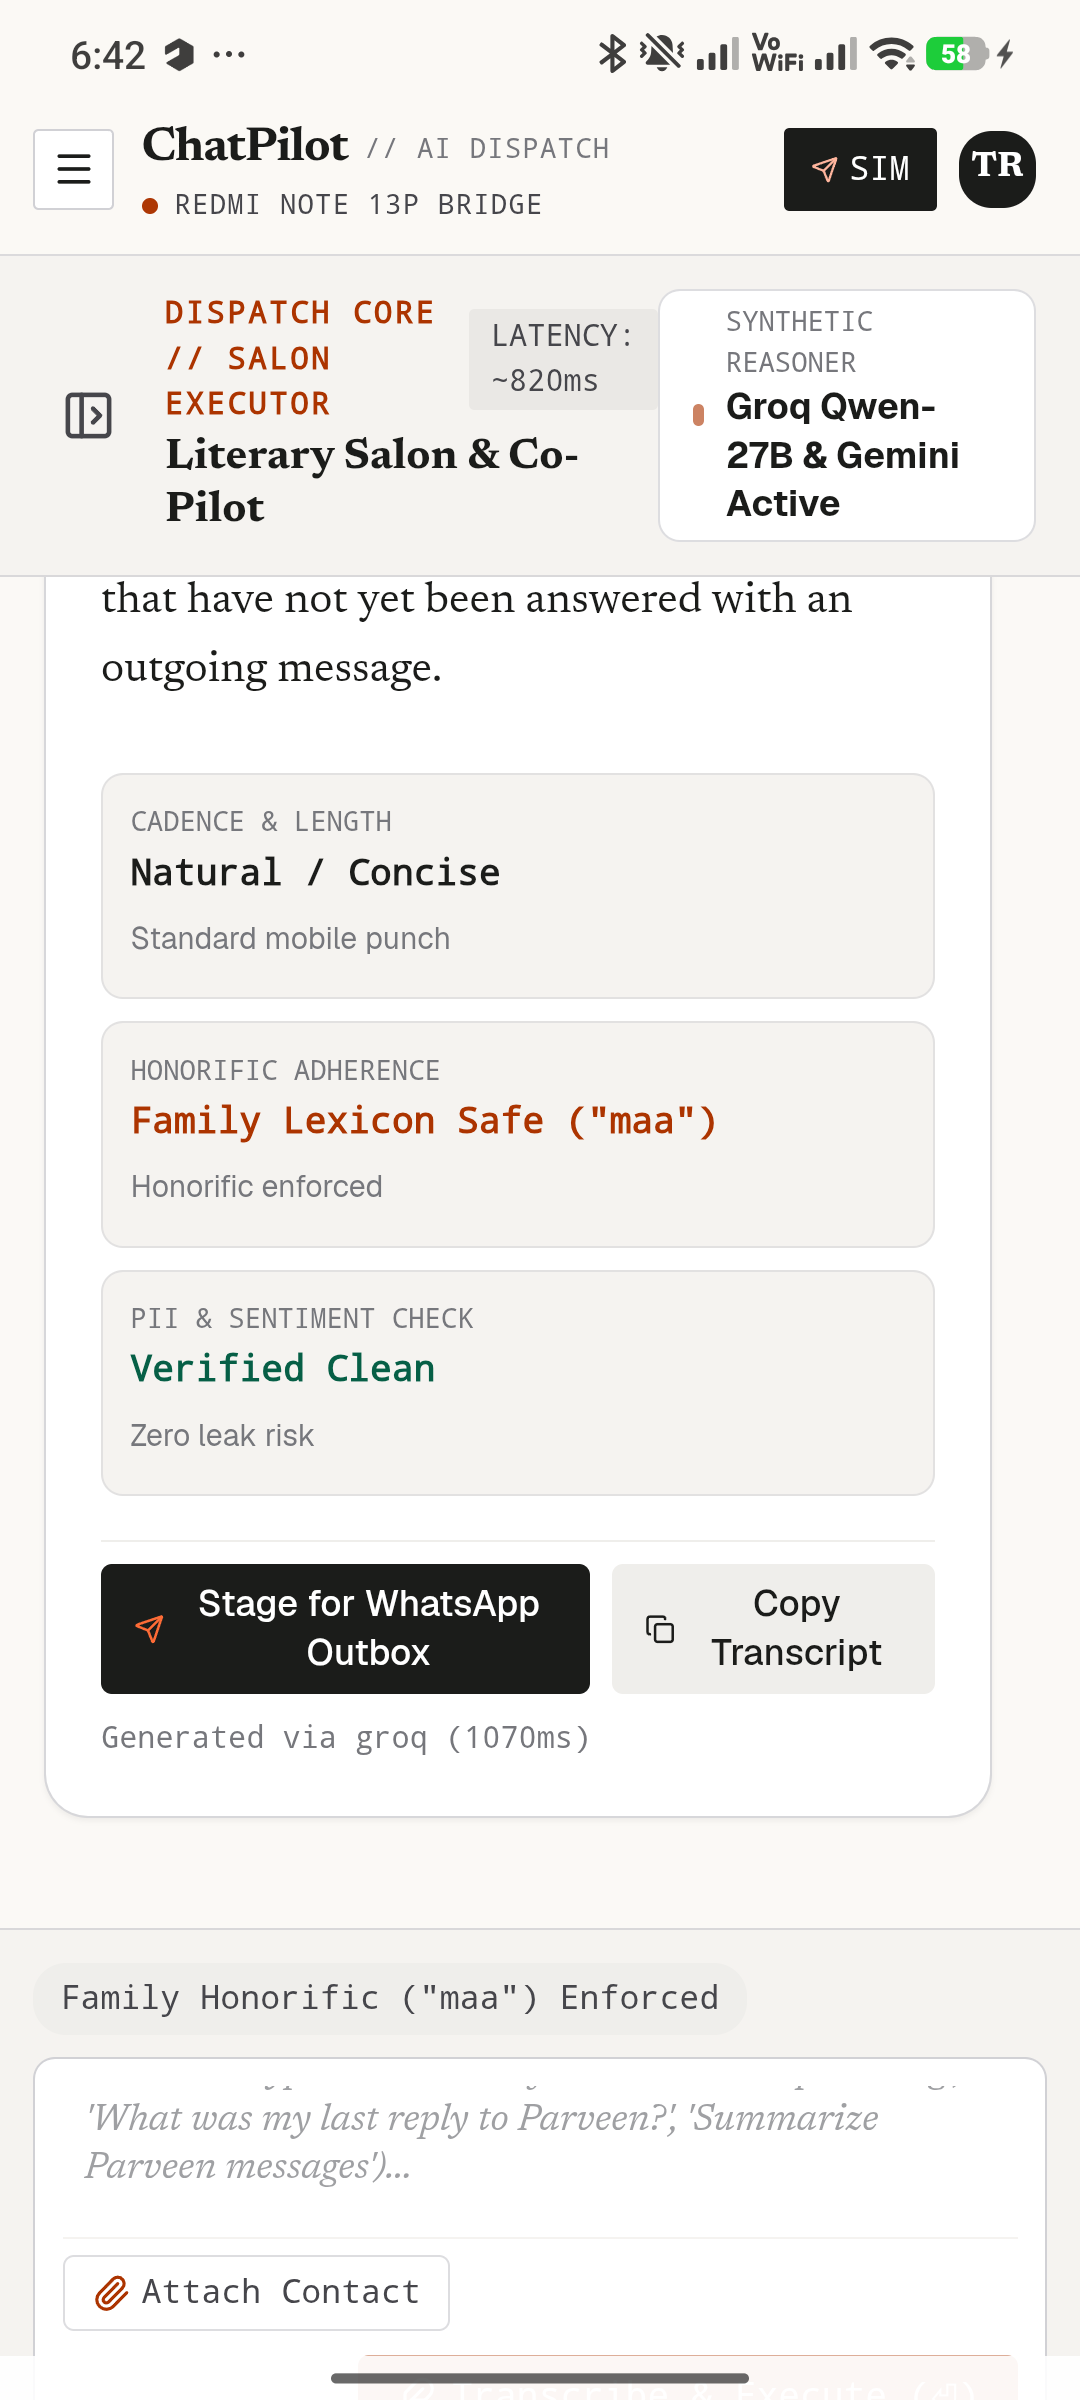 6:42
Vo
WiFi
58
ChatPilot // AI DISPATCH
REDMI NOTE 13P BRIDGE
SIM
TR
DISPATCH CORE
// SALON
EXECUTOR
Literary Salon & Co-
Pilot
LATENCY:
~820ms
SYNTHETIC
REASONER
Groq Qwen-
27B & Gemini
Active
that have not yet been answered with an
outgoing message.
CADENCE & LENGTH
Natural / Concise
Standard mobile punch
HONORIFIC ADHERENCE
Family Lexicon Safe ("maa")
Honorific enforced
PII & SENTIMENT CHECK
Verified Clean
Zero leak risk
Stage for WhatsApp
Outbox
Copy
Transcript
Generated via groq (1070ms)
Family Honorific ("maa") Enforced
'What was my last reply to Parveen?', 'Summarize
Parveen messages')...
Attach Contact
Transcribe & Execute (⏎)